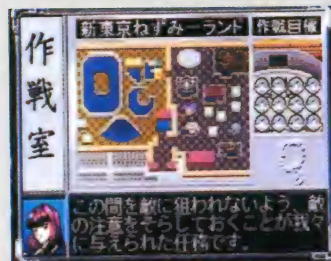 新東京ねずみーランド
作戦目標
作戦室
この間を敵に狙われないよう、敵
の注意をそらしておくことが我々
に与えられた任務です。